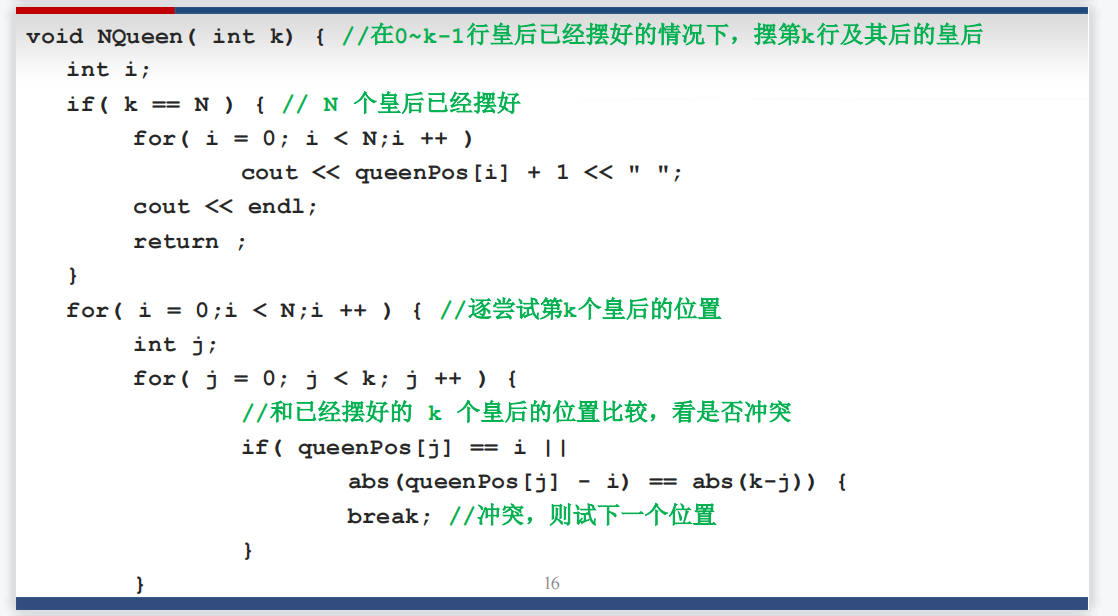 void NQueen( int k) { //在0~k-1行皇后已经摆好的情况下，摆第k行及其后的皇后
int i;
if( k == N ) { // N 个皇后已经摆好
for( i = 0; i < N;i ++ )
cout << queenPos[i] + 1 << " ";
cout << endl;
return ;
}
for( i = 0;i < N;i ++ ) { //逐尝试第k个皇后的位置
int j;
for( j = 0; j < k; j ++ ) {
//和已经摆好的 k 个皇后的位置比较，看是否冲突
if( queenPos[j] == i ||
abs(queenPos[j] - i) == abs(k-j)) {
break; //冲突，则试下一个位置
}
}
16